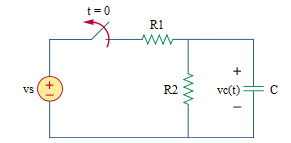 t = 0
R1
+
vs
R2
+
vc(t)
C